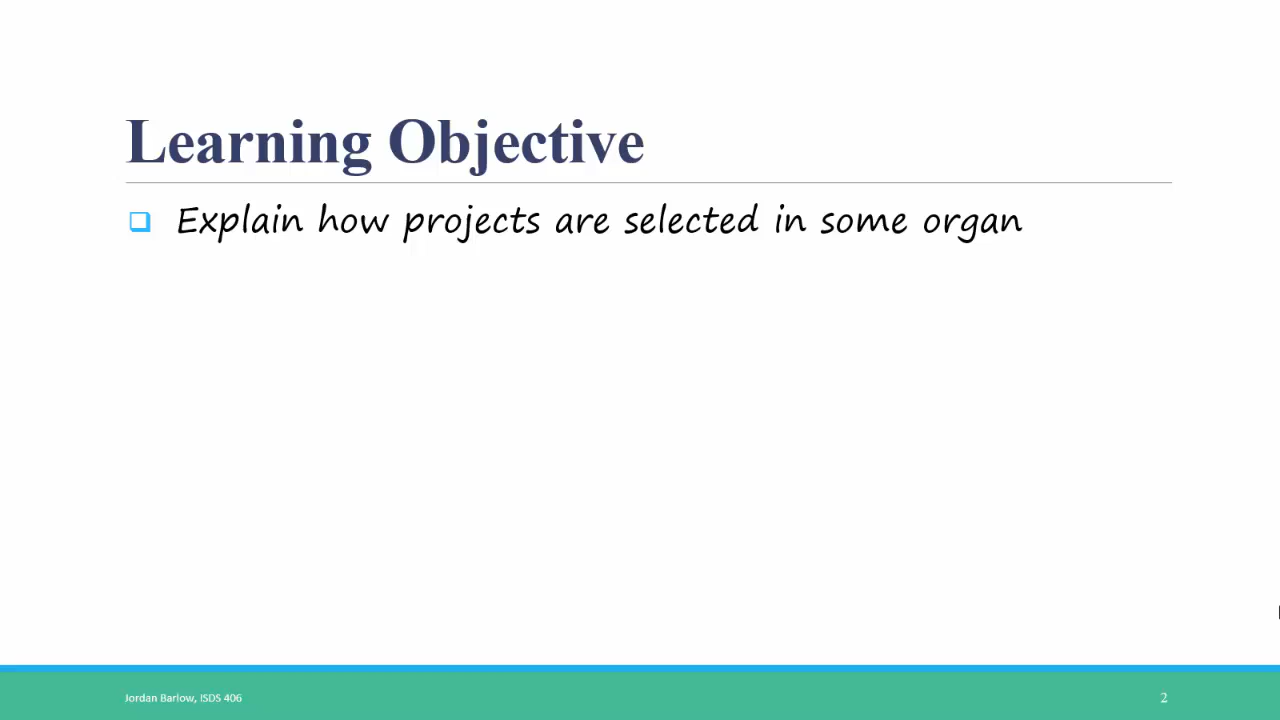 Learning Objective
Explain how projects are selected in some organ
Jordan Barlow, ISDS 406
2